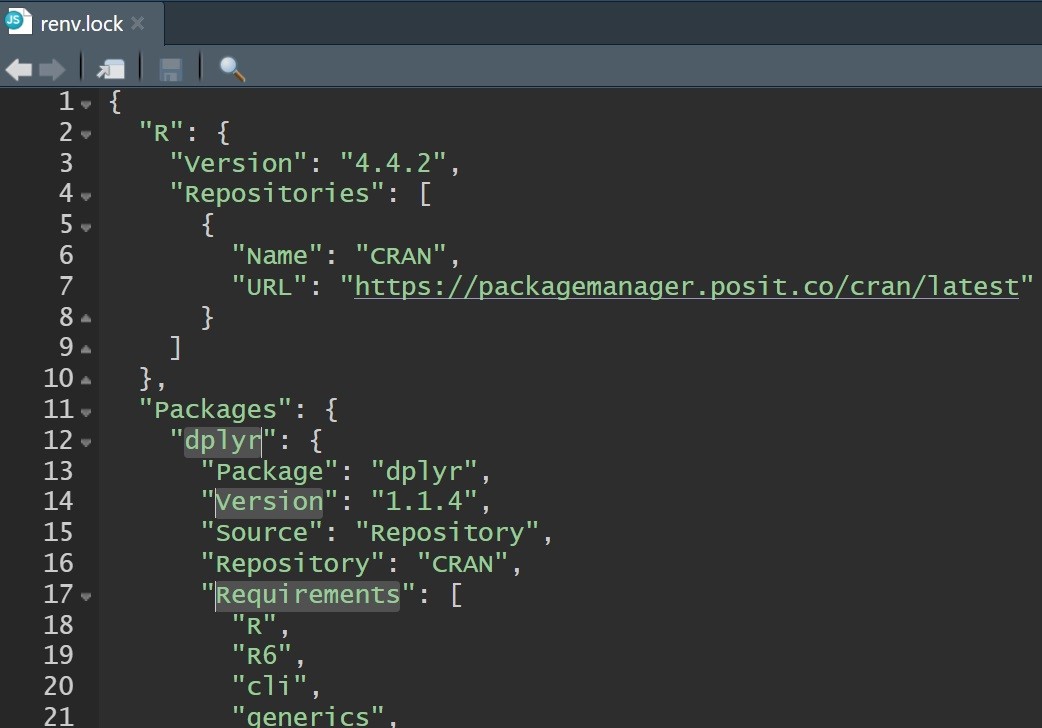 JS renv.lock
1 {
2 "R": {
3 "Version": "4.4.2",
4 "Repositories": [
5 {
6 "Name": "CRAN",
7 "URL": "https://packagemanager.posit.co/cran/latest"
8 }
9 ]
10 },
11 "Packages": {
12 "dplyr": {
13 "Package": "dplyr",
14 "Version": "1.1.4",
15 "Source": "Repository",
16 "Repository": "CRAN",
17 "Requirements": [
18 "R",
19 "R6",
20 "cli",
21 "generics",